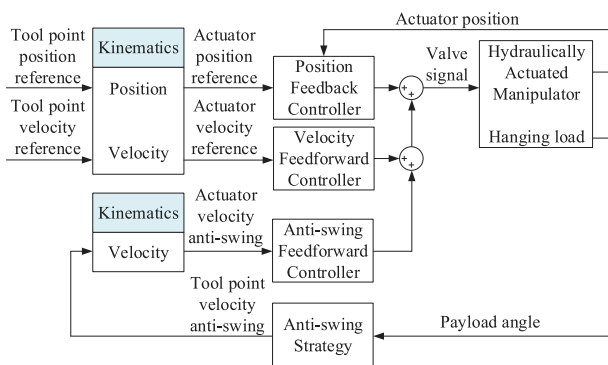 Tool point
position
reference
Kinematics
Position
Velocity
Actuator
position
reference
Tool point
velocity
reference
Actuator
velocity
reference
Actuator position
Position
Feedback
Controller
Velocity
Feedforward
Controller
+
+
+
+
Valve
signal
Hydraulically
Actuated
Manipulator
Hanging load
Kinematics
Velocity
Actuator
velocity
anti-swing
Anti-swing
Feedforward
Controller
Tool point
velocity
anti-swing
Anti-swing
Strategy
Payload angle